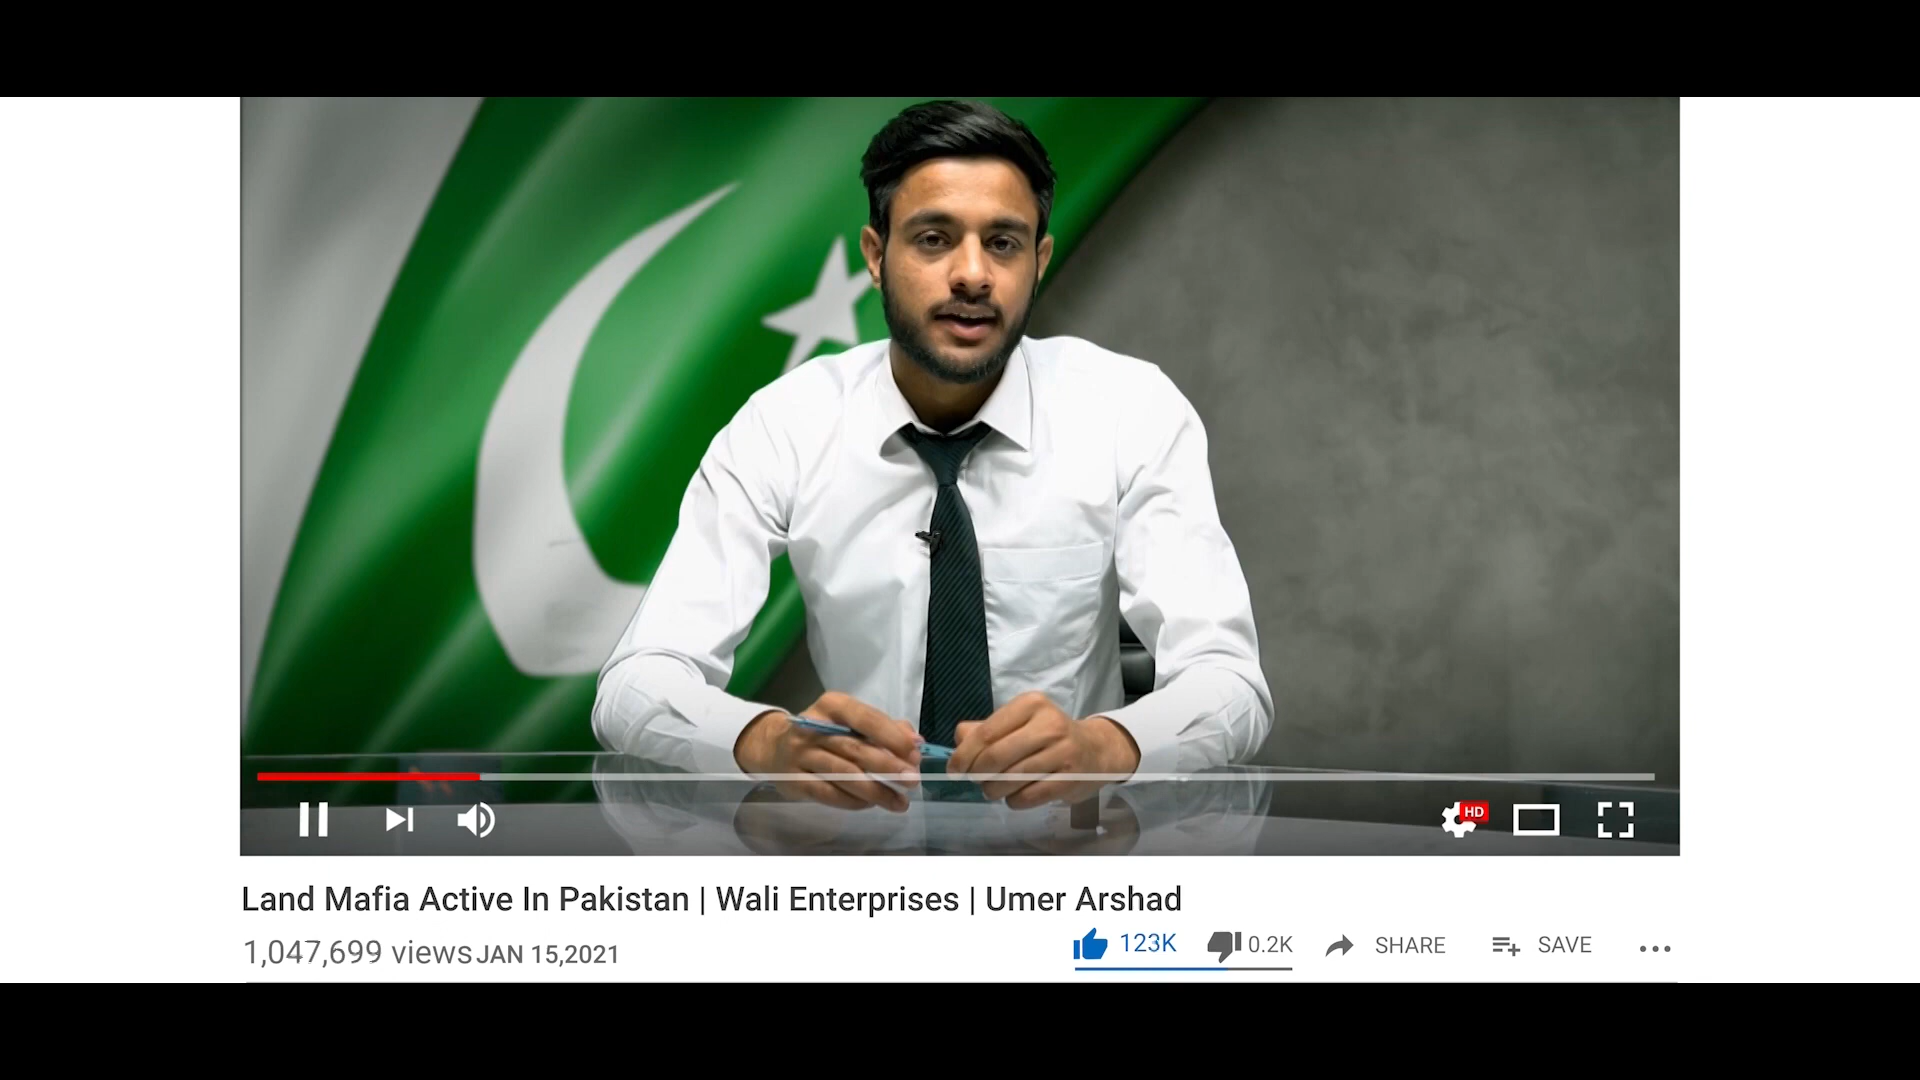 HD
Land Mafia Active In Pakistan | Wali Enterprises | Umer Arshad
1,047,699 views JAN 15,2021 123K 0.2K SHARE SAVE